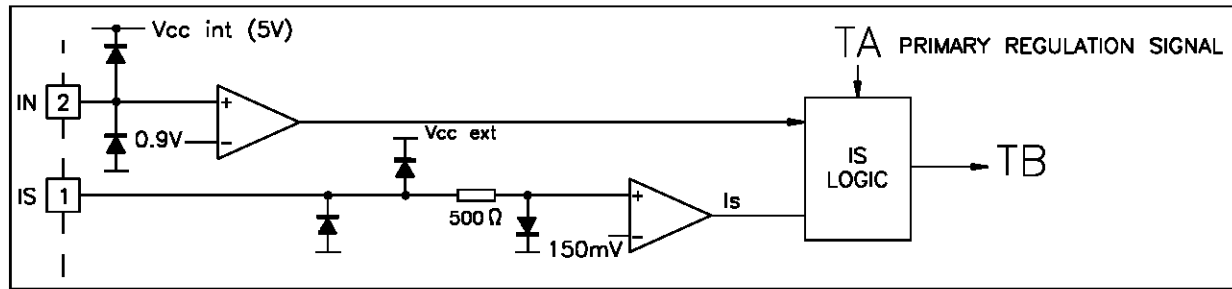 Vcc int (5V)
TA PRIMARY REGULATION SIGNAL
IN 2
0.9V
+
−
Vcc ext
IS
LOGIC
TB
IS 1
500 Ω
+
−
150mV
Is